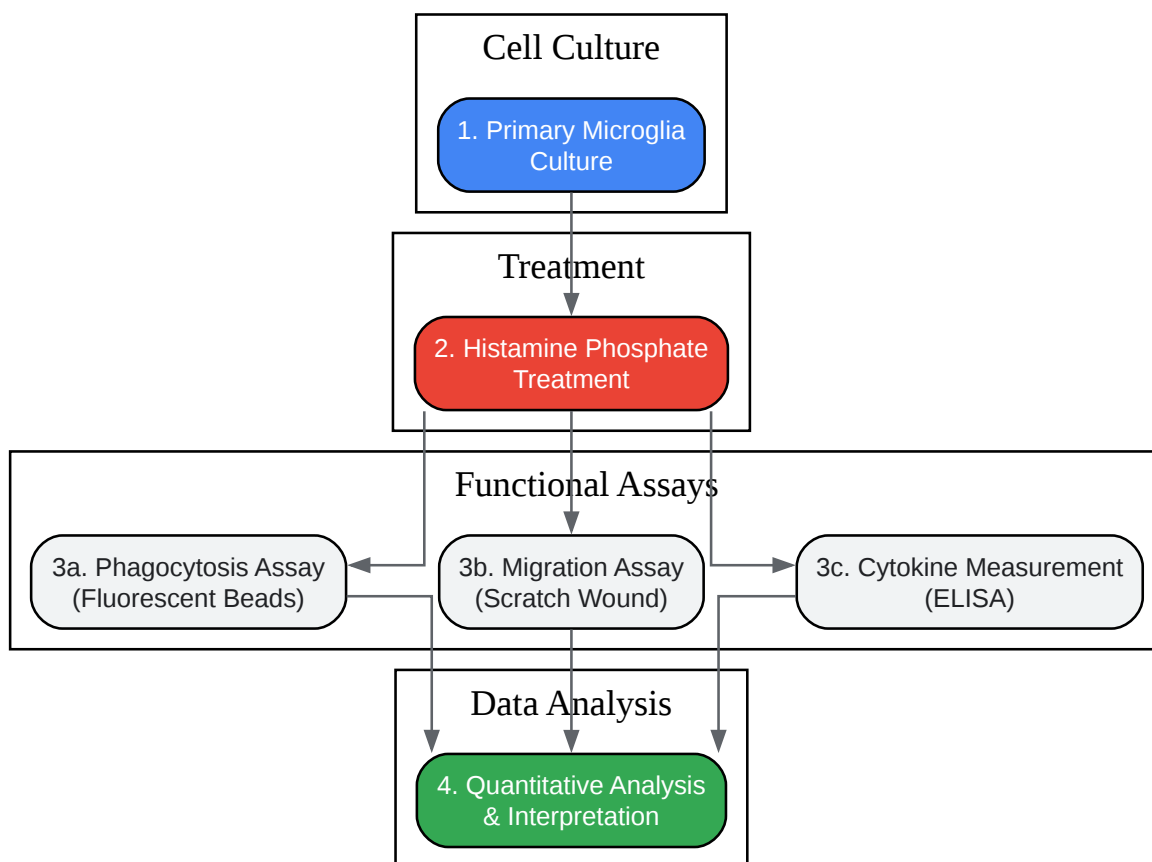 Cell Culture
1. Primary Microglia
Culture
Treatment
2. Histamine Phosphate
Treatment
Functional Assays
3a. Phagocytosis Assay
(Fluorescent Beads)
3b. Migration Assay
(Scratch Wound)
3c. Cytokine Measurement
(ELISA)
Data Analysis
4. Quantitative Analysis
& Interpretation